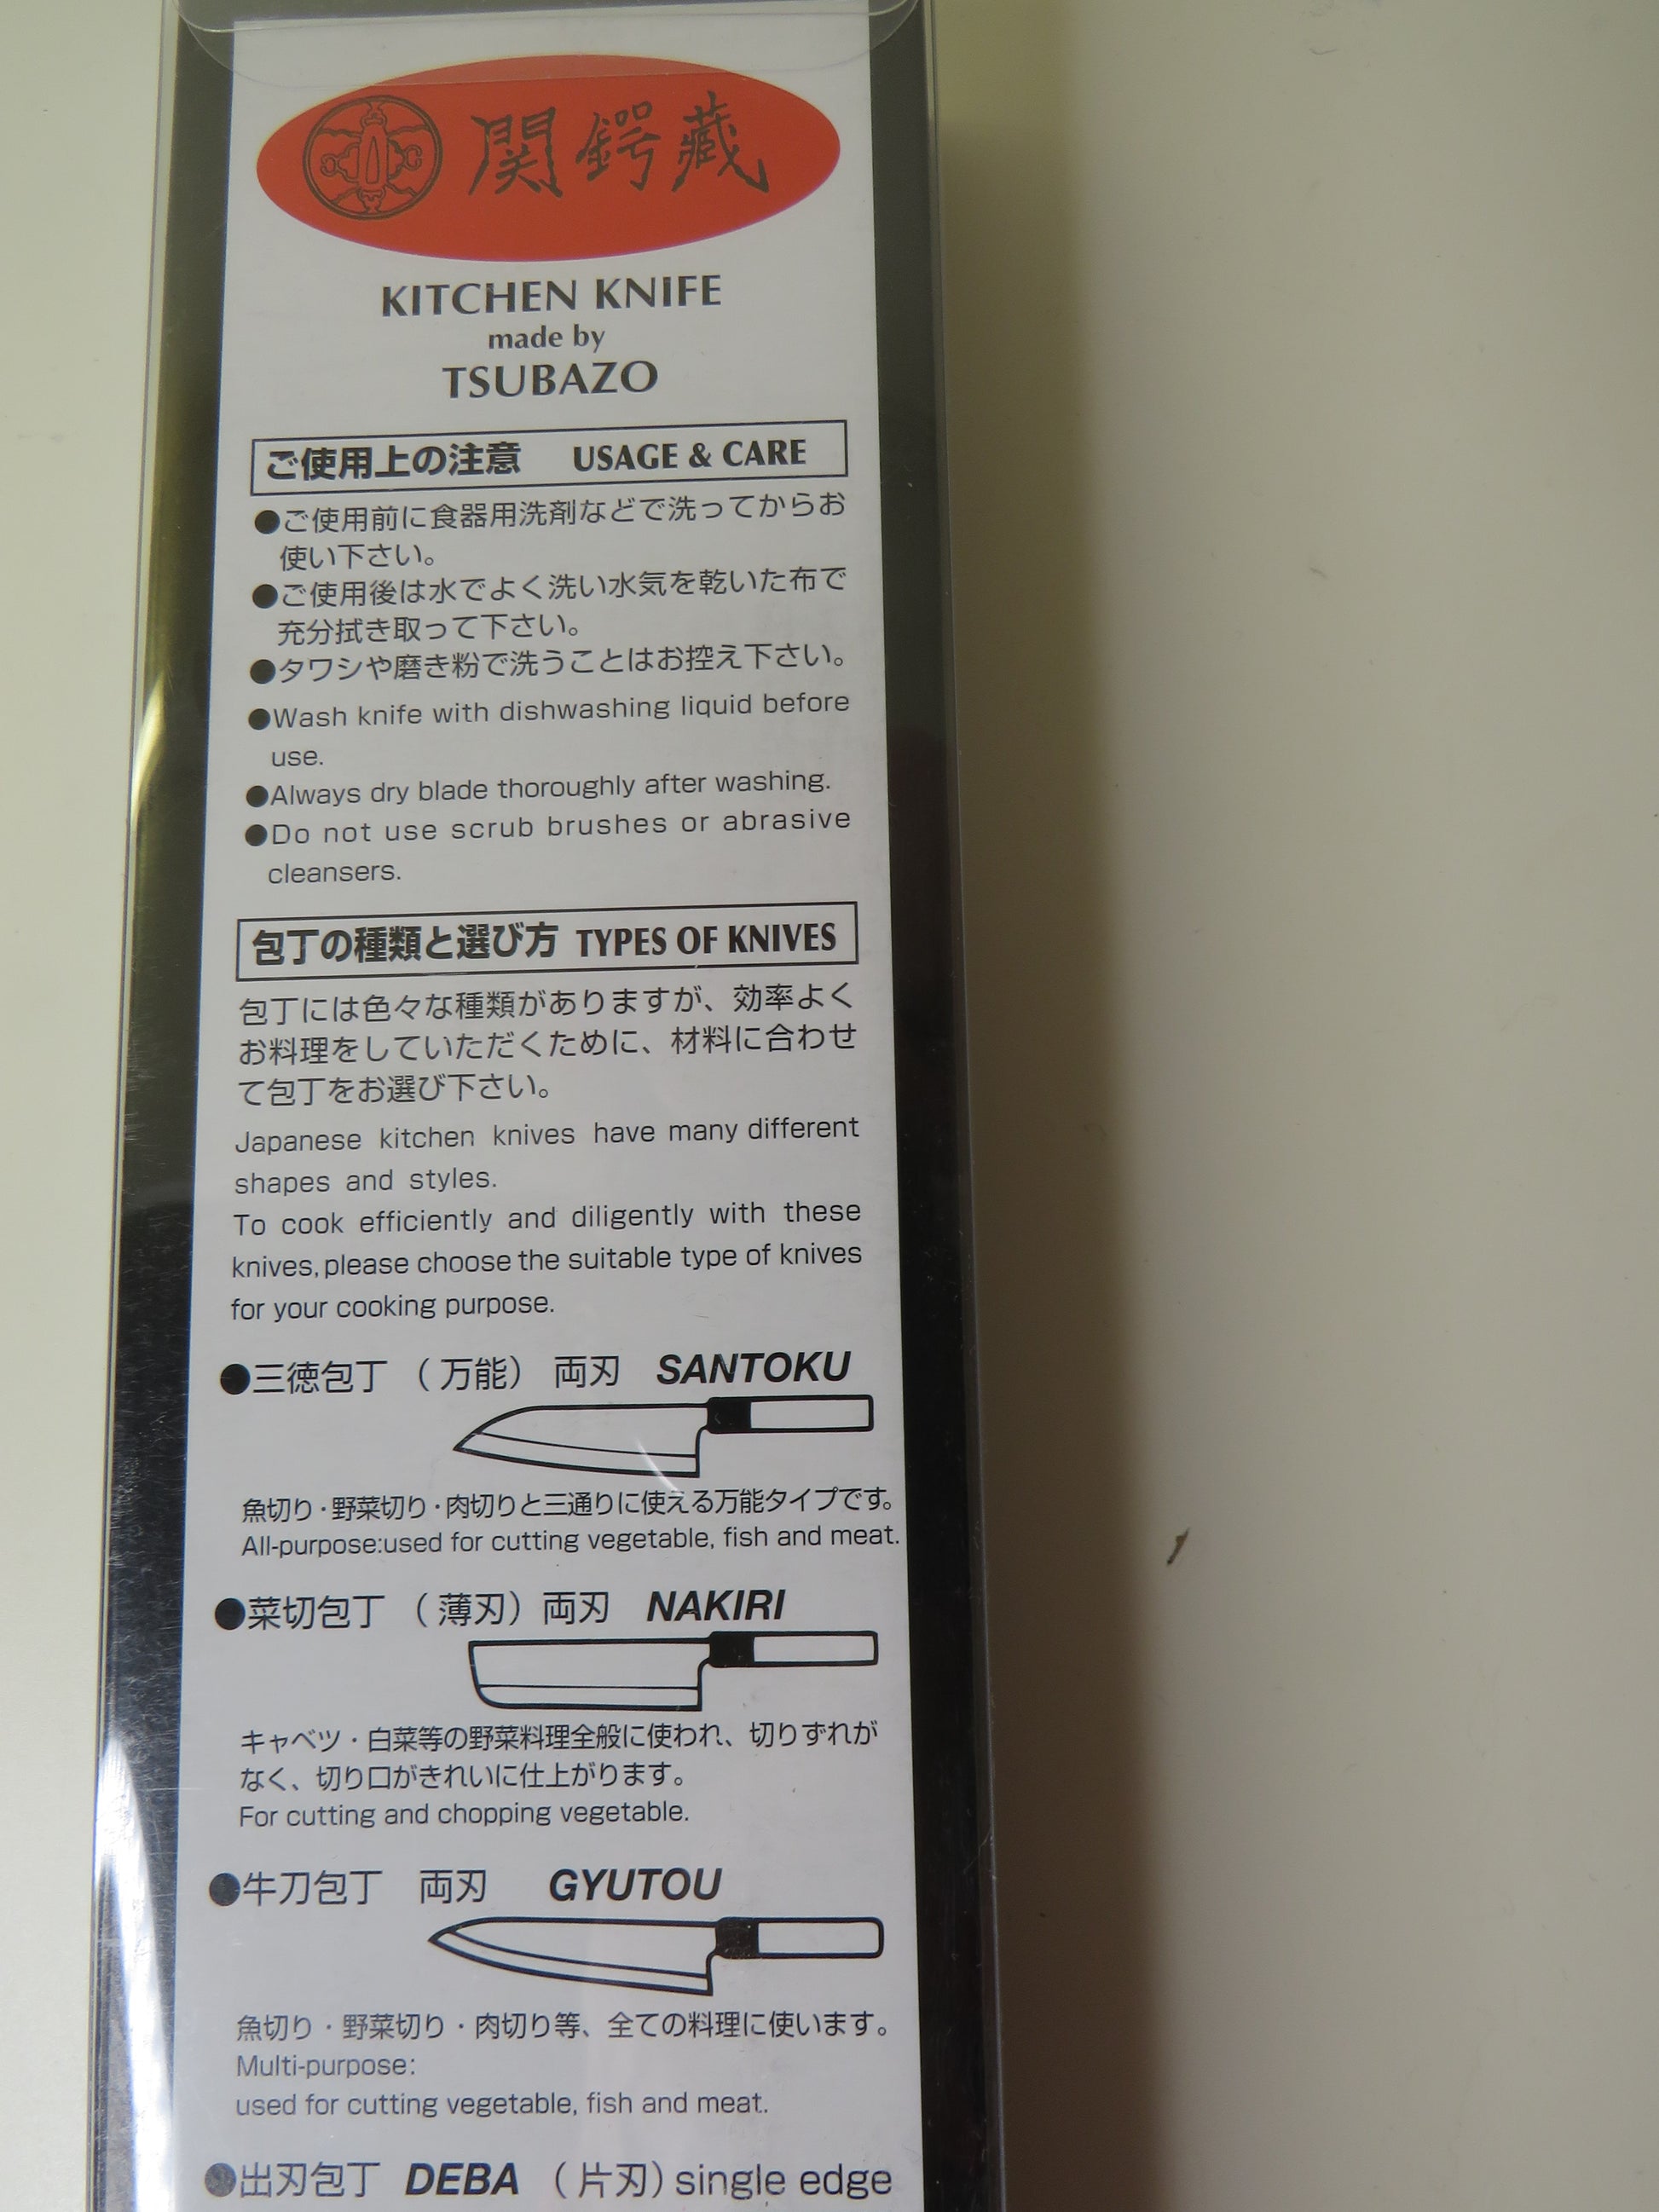 関鍔藏
KITCHEN KNIFE
made by
TSUBAZO
ご使用上の注意 USAGE & CARE
●ご使用前に食器用洗剤などで洗ってからお
使い下さい。
●ご使用後は水でよく洗い水気を乾いた布で
充分拭き取って下さい。
●タワシや磨き粉で洗うことはお控え下さい。
●Wash knife with dishwashing liquid before
use.
●Always dry blade thoroughly after washing.
●Do not use scrub brushes or abrasive
cleansers.
包丁の種類と選び方 TYPES OF KNIVES
包丁には色々な種類がありますが、効率よく
お料理をしていただくために、材料に合わせ
て包丁をお選び下さい。
Japanese kitchen knives have many different
shapes and styles.
To cook efficiently and diligently with these
knives, please choose the suitable type of knives
for your cooking purpose.
●三徳包丁 （万能） 両刃 SANTOKU
魚切り・野菜切り・肉切りと三通りに使える万能タイプです。
All-purpose:used for cutting vegetable, fish and meat.
●菜切包丁 （薄刃） 両刃 NAKIRI
キャベツ・白菜等の野菜料理全般に使われ、切りずれが
なく、切り口がきれいに仕上がります。
For cutting and chopping vegetable.
●牛刀包丁 両刃 GYUTOU
魚切り・野菜切り・肉切り等、全ての料理に使います。
Multi-purpose:
used for cutting vegetable, fish and meat.
●出刃包丁 DEBA （片刃）single edge